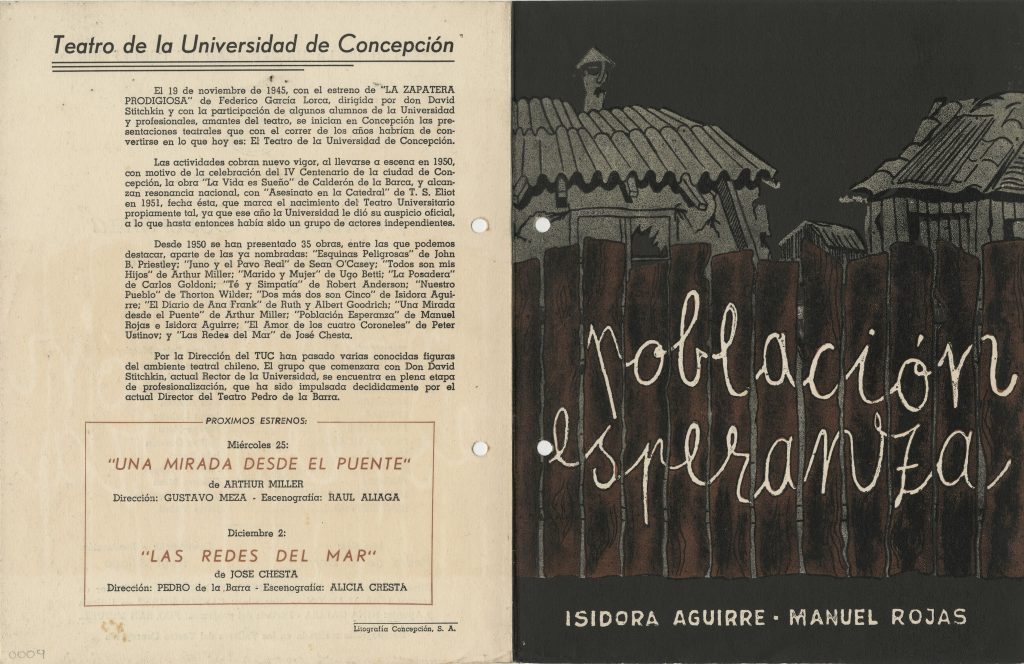 Teatro de la Universidad de Concepción
El 19 de noviembre de 1945, con el estreno de "LA ZAPATERA
PRODIGIOSA" de Federico García Lorca, dirigida por don David
Stitchkin y con la participación de algunos alumnos de la Universidad
y profesionales, amantes del teatro, se inician en Concepción las pre-
sentaciones teatrales que con el correr de los años habrían de con-
vertirse en lo que hoy es: El Teatro de la Universidad de Concepción.
Las actividades cobran nuevo vigor, al llevarse a escena en 1950,
con motivo de la celebración del IV Centenario de la ciudad de Con-
cepción, la obra "La Vida es Sueño" de Calderón de la Barca, y alcan-
zan resonancia nacional, con "Asesinato en la Catedral" de T. S. Eliot
en 1951, fecha ésta, que marca el nacimiento del Teatro Universitario
propiamente tal, ya que ese año la Universidad le dió su auspicio oficial,
a lo que hasta entonces había sido un grupo de actores independientes.
Desde 1950 se han presentado 35 obras, entre las que podemos
destacar, aparte de las ya nombradas: "Esquinas Peligrosas" de John
B. Priestley; "Juno y el Pavo Real" de Sean O'Casey; "Todos son mis
Hijos" de Arthur Miller; "Marido y Mujer" de Ugo Betti; "La Posadera"
de Carlos Goldoni; "Té y Simpatía" de Robert Anderson; "Nuestro
Pueblo" de Thorton Wilder; "Dos más dos son Cinco" de Isidora Agui-
rre; "El Diario de Ana Frank" de Ruth y Albert Goodrich; "Una Mirada
desde el Puente" de Arthur Miller; "Población Esperanza" de Manuel
Rojas e Isidora Aguirre; "El Amor de los cuatro Coroneles" de Peter
Ustinov; y "Las Redes del Mar" de José Chesta.
Por la Dirección del TUC han pasado varias conocidas figuras
del ambiente teatral chileno. El grupo que comenzara con Don David
Stitchkin, actual Rector de la Universidad, se encuentra en plena etapa
de profesionalización, que ha sido impulsada decididamente por el
actual Director del Teatro Pedro de la Barra.
PROXIMOS ESTRENOS:
Miércoles 25:
"UNA MIRADA DESDE EL PUENTE"
de ARTHUR MILLER
Dirección: GUSTAVO MEZA - Escenografía: RAUL ALIAGA
Diciembre 2:
"LAS REDES DEL MAR"
de JOSE CHESTA
Dirección: PEDRO de la Barra - Escenografía: ALICIA CRESTA
Litografía Concepción, S. A.
0009
población
esperanza
ISIDORA AGUIRRE - MANUEL ROJAS